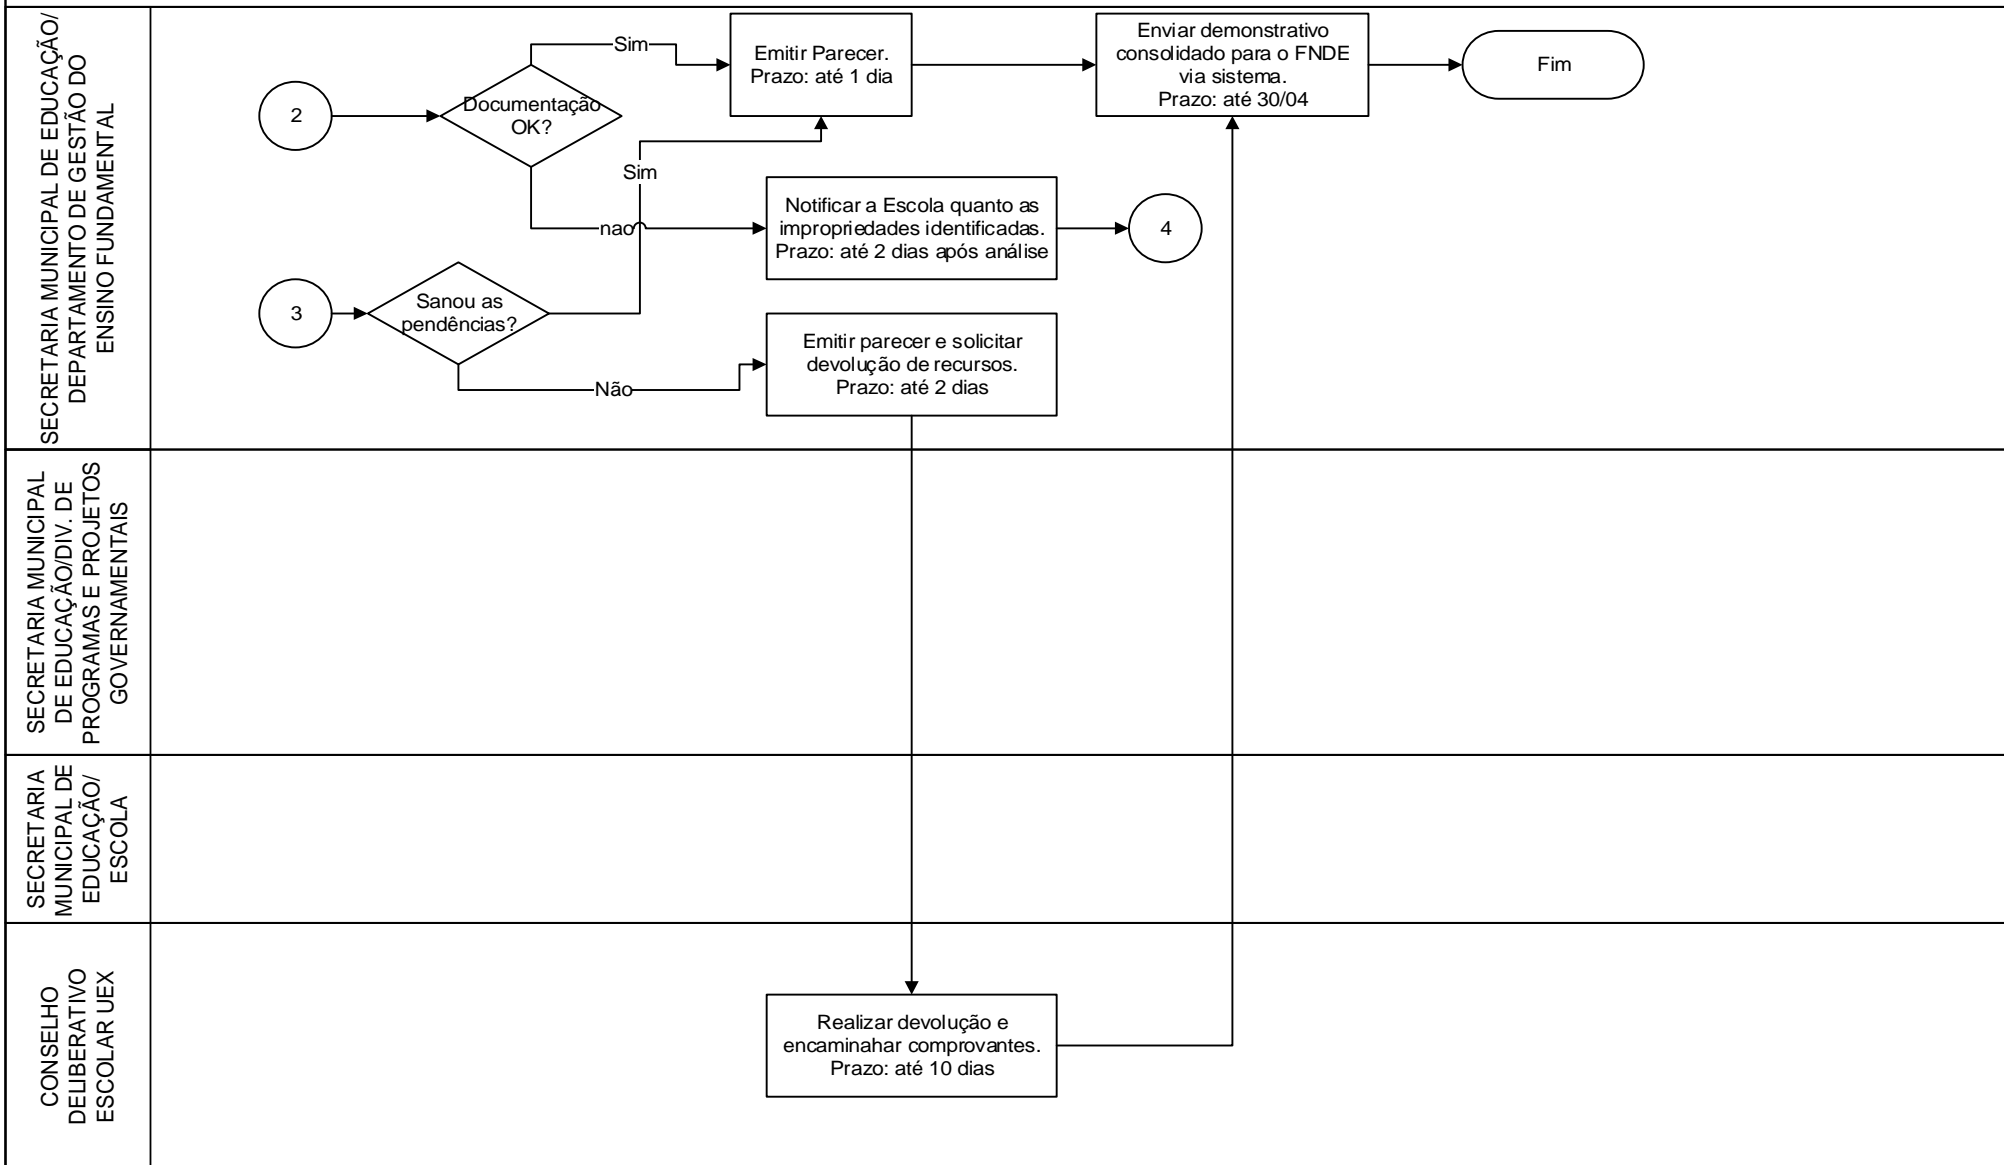 SECRETARIA MUNICIPAL DE EDUCAÇÃO/
DEPARTAMENTO DE GESTÃO DO
ENSINO FUNDAMENTAL
2
Documentação
OK?
Sim
Emitir Parecer.
Prazo: até 1 dia
Enviar demonstrativo
consolidado para o FNDE
via sistema.
Prazo: até 30/04
Fim
Sim
nao
Notificar a Escola quanto as
impropriedades identificadas.
Prazo: até 2 dias após análise
4
3
Sanou as
pendências?
Não
Emitir parecer e solicitar
devolução de recursos.
Prazo: até 2 dias
SECRETARIA MUNICIPAL
DE EDUCAÇÃO/DIV. DE
PROGRAMAS E PROJETOS
GOVERNAMENTAIS
SECRETARIA
MUNICIPAL DE
EDUCAÇÃO/
ESCOLA
CONSELHO
DELIBERATIVO
ESCOLAR UEX
Realizar devolução e
encaminahar comprovantes.
Prazo: até 10 dias